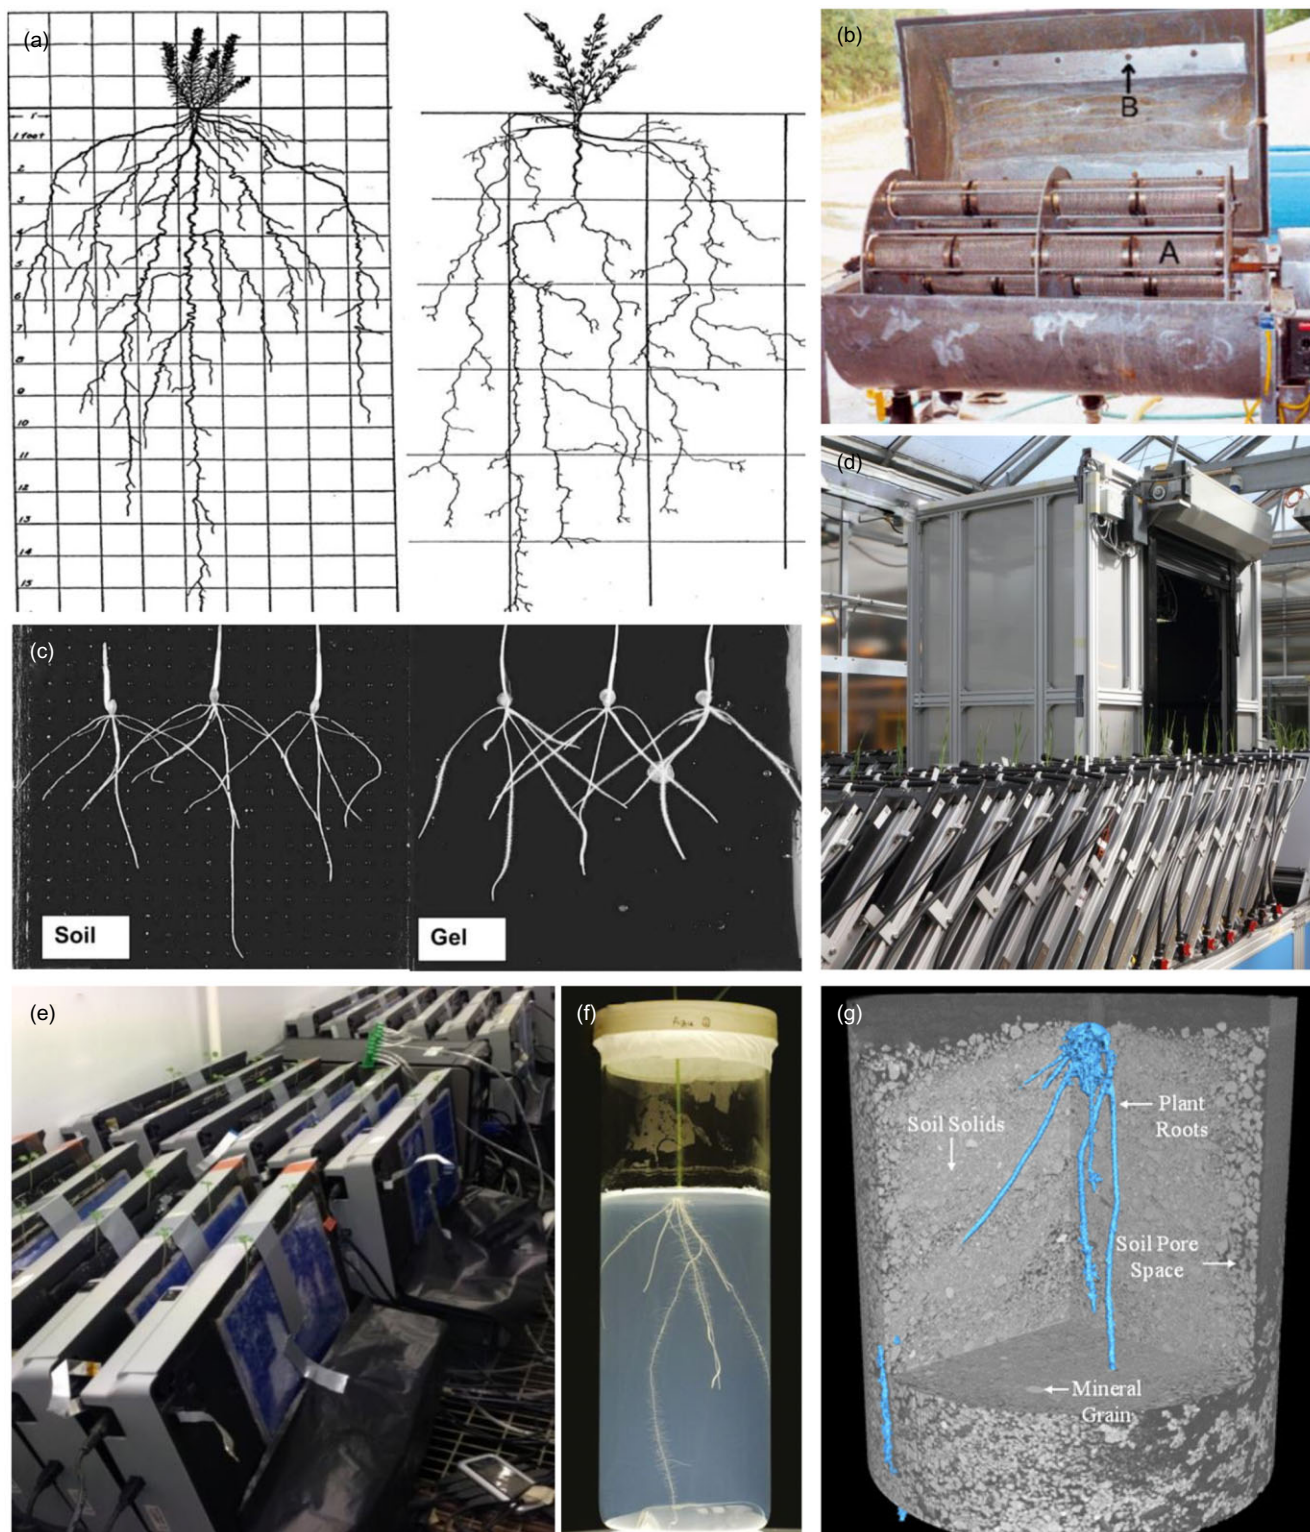 (a)
1 foot
2
3
4
5
6
7
8
9
10
11
12
13
14
15
(b)
B
A
(c)
Soil
Gel
(d)
(e)
(f)
(g)
Soil Solids
Plant
Roots
Soil Pore
Space
Mineral
Grain